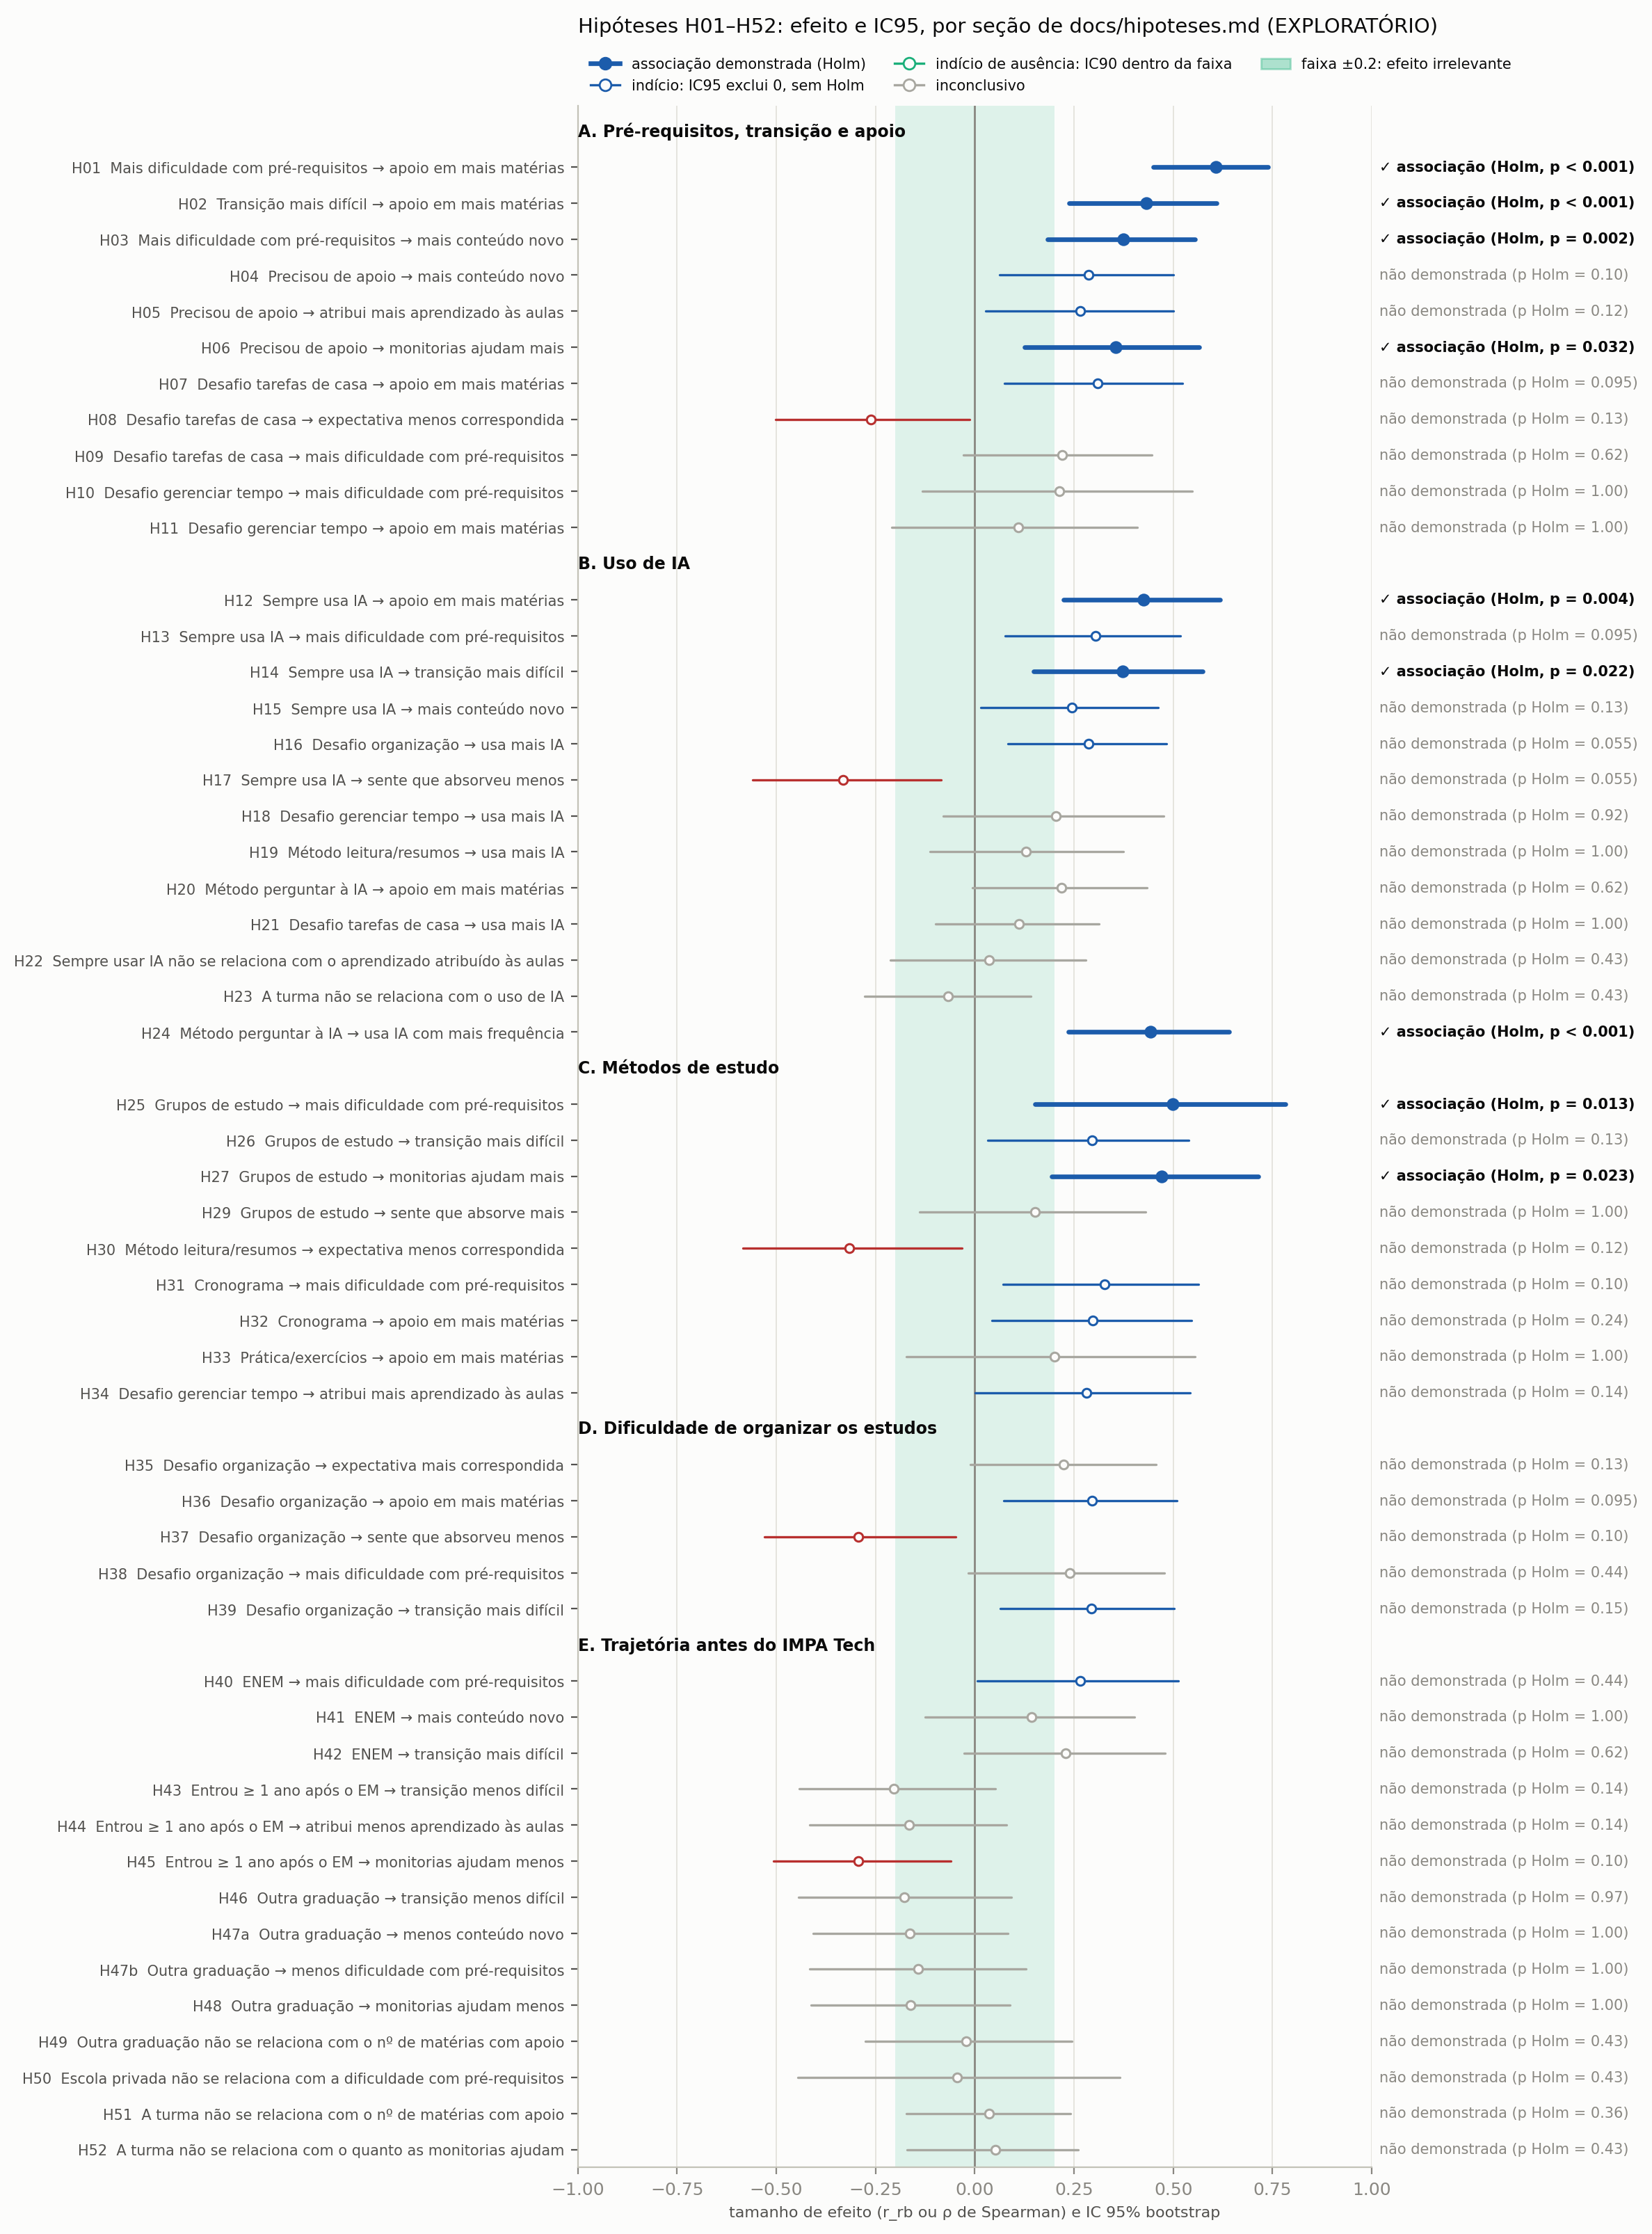 Hipóteses H01–H52: efeito e IC95, por seção de docs/hipoteses.md (EXPLORATÓRIO)
associação demonstrada (Holm)
indício: IC95 exclui 0, sem Holm
indício de ausência: IC90 dentro da faixa
inconclusivo
faixa ±0.2: efeito irrelevante
A. Pré-requisitos, transição e apoio
H01 Mais dificuldade com pré-requisitos → apoio em mais matérias ✓ associação (Holm, p < 0.001)
H02 Transição mais difícil → apoio em mais matérias ✓ associação (Holm, p < 0.001)
H03 Mais dificuldade com pré-requisitos → mais conteúdo novo ✓ associação (Holm, p = 0.002)
H04 Precisou de apoio → mais conteúdo novo não demonstrada (p Holm = 0.10)
H05 Precisou de apoio → atribui mais aprendizado às aulas não demonstrada (p Holm = 0.12)
H06 Precisou de apoio → monitorias ajudam mais ✓ associação (Holm, p = 0.032)
H07 Desafio tarefas de casa → apoio em mais matérias não demonstrada (p Holm = 0.095)
H08 Desafio tarefas de casa → expectativa menos correspondida não demonstrada (p Holm = 0.13)
H09 Desafio tarefas de casa → mais dificuldade com pré-requisitos não demonstrada (p Holm = 0.62)
H10 Desafio gerenciar tempo → mais dificuldade com pré-requisitos não demonstrada (p Holm = 1.00)
H11 Desafio gerenciar tempo → apoio em mais matérias não demonstrada (p Holm = 1.00)
B. Uso de IA
H12 Sempre usa IA → apoio em mais matérias ✓ associação (Holm, p = 0.004)
H13 Sempre usa IA → mais dificuldade com pré-requisitos não demonstrada (p Holm = 0.095)
H14 Sempre usa IA → transição mais difícil ✓ associação (Holm, p = 0.022)
H15 Sempre usa IA → mais conteúdo novo não demonstrada (p Holm = 0.13)
H16 Desafio organização → usa mais IA não demonstrada (p Holm = 0.055)
H17 Sempre usa IA → sente que absorveu menos não demonstrada (p Holm = 0.055)
H18 Desafio gerenciar tempo → usa mais IA não demonstrada (p Holm = 0.92)
H19 Método leitura/resumos → usa mais IA não demonstrada (p Holm = 1.00)
H20 Método perguntar à IA → apoio em mais matérias não demonstrada (p Holm = 0.62)
H21 Desafio tarefas de casa → usa mais IA não demonstrada (p Holm = 1.00)
H22 Sempre usar IA não se relaciona com o aprendizado atribuído às aulas não demonstrada (p Holm = 0.43)
H23 A turma não se relaciona com o uso de IA não demonstrada (p Holm = 0.43)
H24 Método perguntar à IA → usa IA com mais frequência ✓ associação (Holm, p < 0.001)
C. Métodos de estudo
H25 Grupos de estudo → mais dificuldade com pré-requisitos ✓ associação (Holm, p = 0.013)
H26 Grupos de estudo → transição mais difícil não demonstrada (p Holm = 0.13)
H27 Grupos de estudo → monitorias ajudam mais ✓ associação (Holm, p = 0.023)
H29 Grupos de estudo → sente que absorve mais não demonstrada (p Holm = 1.00)
H30 Método leitura/resumos → expectativa menos correspondida não demonstrada (p Holm = 0.12)
H31 Cronograma → mais dificuldade com pré-requisitos não demonstrada (p Holm = 0.10)
H32 Cronograma → apoio em mais matérias não demonstrada (p Holm = 0.24)
H33 Prática/exercícios → apoio em mais matérias não demonstrada (p Holm = 1.00)
H34 Desafio gerenciar tempo → atribui mais aprendizado às aulas não demonstrada (p Holm = 0.14)
D. Dificuldade de organizar os estudos
H35 Desafio organização → expectativa mais correspondida não demonstrada (p Holm = 0.13)
H36 Desafio organização → apoio em mais matérias não demonstrada (p Holm = 0.095)
H37 Desafio organização → sente que absorveu menos não demonstrada (p Holm = 0.10)
H38 Desafio organização → mais dificuldade com pré-requisitos não demonstrada (p Holm = 0.44)
H39 Desafio organização → transição mais difícil não demonstrada (p Holm = 0.15)
E. Trajetória antes do IMPA Tech
H40 ENEM → mais dificuldade com pré-requisitos não demonstrada (p Holm = 0.44)
H41 ENEM → mais conteúdo novo não demonstrada (p Holm = 1.00)
H42 ENEM → transição mais difícil não demonstrada (p Holm = 0.62)
H43 Entrou ≥ 1 ano após o EM → transição menos difícil não demonstrada (p Holm = 0.14)
H44 Entrou ≥ 1 ano após o EM → atribui menos aprendizado às aulas não demonstrada (p Holm = 0.14)
H45 Entrou ≥ 1 ano após o EM → monitorias ajudam menos não demonstrada (p Holm = 0.10)
H46 Outra graduação → transição menos difícil não demonstrada (p Holm = 0.97)
H47a Outra graduação → menos conteúdo novo não demonstrada (p Holm = 1.00)
H47b Outra graduação → menos dificuldade com pré-requisitos não demonstrada (p Holm = 1.00)
H48 Outra graduação → monitorias ajudam menos não demonstrada (p Holm = 1.00)
H49 Outra graduação não se relaciona com o nº de matérias com apoio não demonstrada (p Holm = 0.43)
H50 Escola privada não se relaciona com a dificuldade com pré-requisitos não demonstrada (p Holm = 0.43)
H51 A turma não se relaciona com o nº de matérias com apoio não demonstrada (p Holm = 0.36)
H52 A turma não se relaciona com o quanto as monitorias ajudam não demonstrada (p Holm = 0.43)
−1.00 −0.75 −0.50 −0.25 0.00 0.25 0.50 0.75 1.00
tamanho de efeito (r_rb ou ρ de Spearman) e IC 95% bootstrap